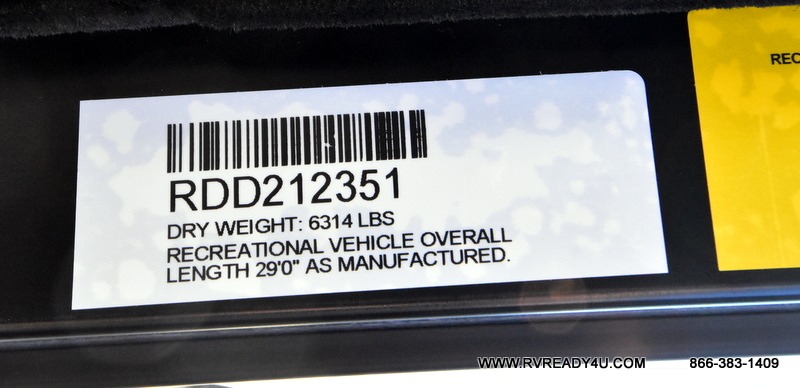 REC
RDD212351
DRY WEIGHT: 6314 LBS
RECREATIONAL VEHICLE OVERALL
LENGTH 29'0" AS MANUFACTURED.
WWW.RVREADY4U.COM 866-383-1409